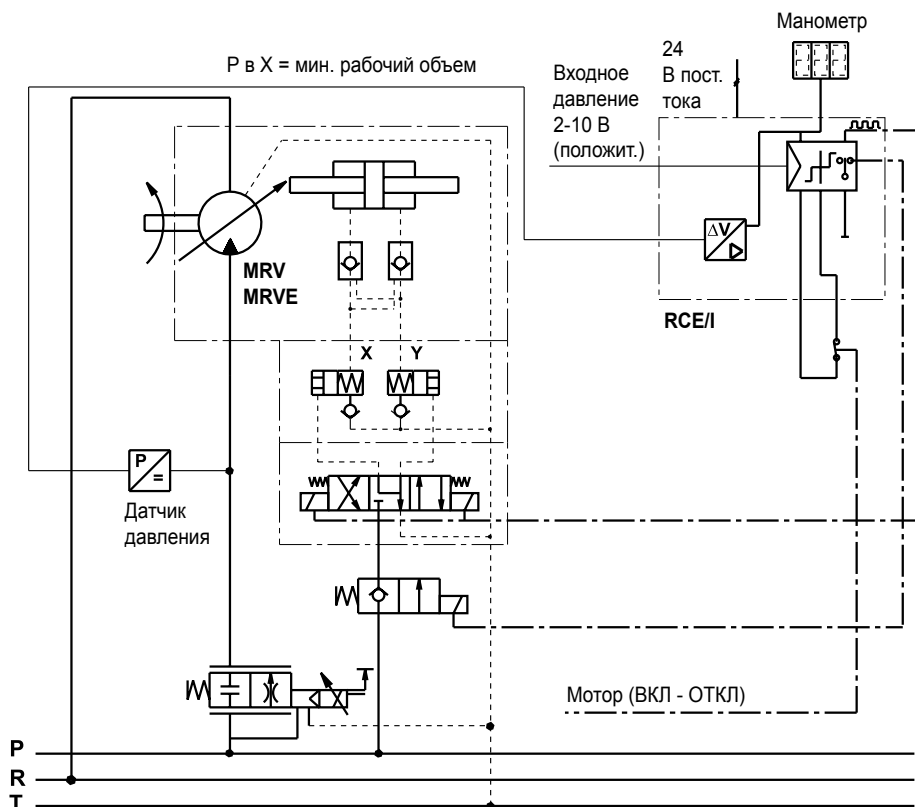 Манометр
P в X = мин. рабочий объем
24
В пост.
тока
Входное
давление
2-10 В
(положит.)
MRV
MRVE
ΔV
RCE/I
X Y
P
=
Датчик
давления
Мотор (ВКЛ - ОТКЛ)
P
R
T